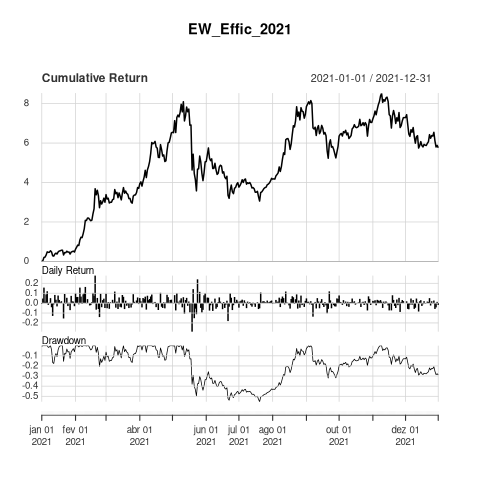 EW_Effic_2021
Cumulative Return
2021-01-01 / 2021-12-31
8
6
4
2
0
Daily Return
0.2
0.1
0.0
-0.1
-0.2
Drawdown
-0.1
-0.2
-0.3
-0.4
-0.5
jan 01 fev 01 abr 01 jun 01 jul 01 ago 01 out 01 dez 01
2021 2021 2021 2021 2021 2021 2021 2021